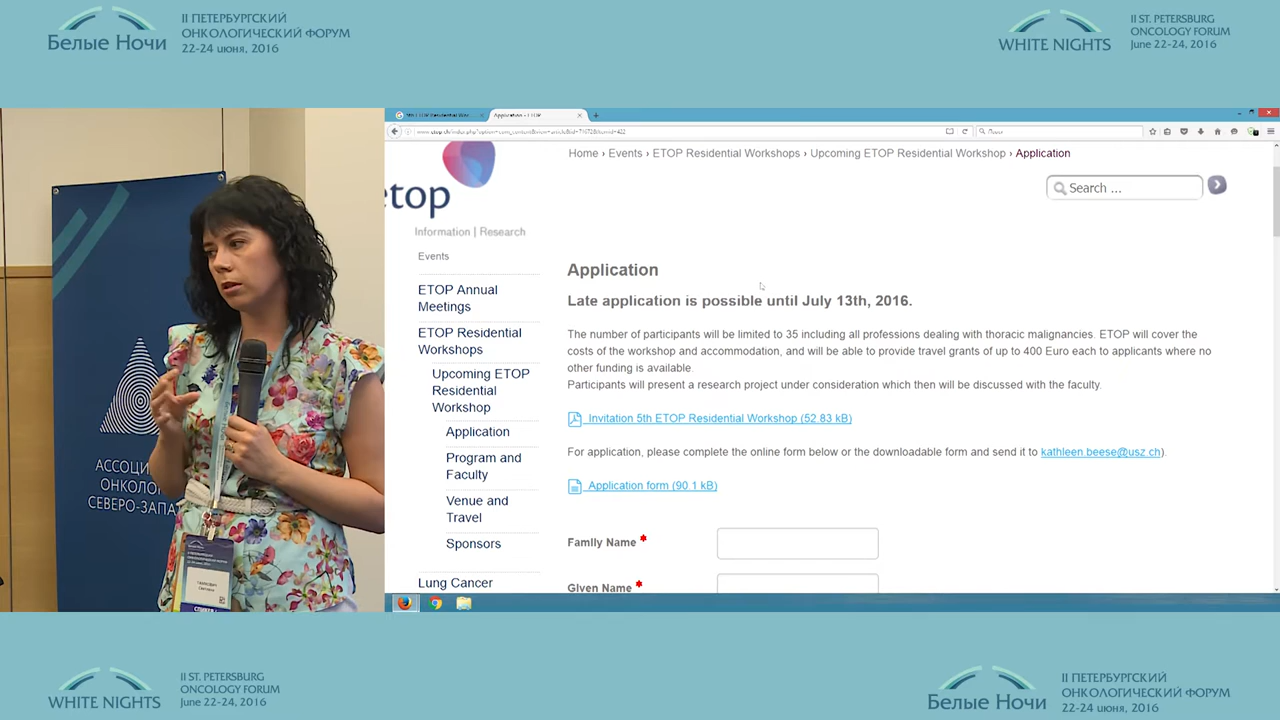 Белые Ночи
II ПЕТЕРБУРГСКИЙ
ОНКОЛОГИЧЕСКИЙ ФОРУМ
22-24 июня, 2016
WHITE NIGHTS
II ST. PETERSBURG
ONCOLOGY FORUM
June 22-24, 2016
Application - ETOP
Home › Events › ETOP Residential Workshops › Upcoming ETOP Residential Workshop › Application
Search ...
etop
Information | Research
Events
ETOP Annual
Meetings
ETOP Residential
Workshops
Upcoming ETOP
Residential
Workshop
Application
Program and
Faculty
Venue and
Travel
Sponsors
Lung Cancer
Application
Late application is possible until July 13th, 2016.
The number of participants will be limited to 35 including all professions dealing with thoracic malignancies. ETOP will cover the
costs of the workshop and accommodation, and will be able to provide travel grants of up to 400 Euro each to applicants where no
other funding is available.
Participants will present a research project under consideration which then will be discussed with the faculty.
Invitation 5th ETOP Residential Workshop (52.83 kB)
For application, please complete the online form below or the downloadable form and send it to kathleen.beese@usz.ch).
Application form (90.1 kB)
Family Name *
Given Name *
АССОЦИ
ОНКОЛО
СЕВЕРО-ЗАПА
WHITE NIGHTS
II ST. PETERSBURG
ONCOLOGY FORUM
June 22-24, 2016
Белые Ночи
II ПЕТЕРБУРГСКИЙ
ОНКОЛОГИЧЕСКИЙ ФОРУМ
22-24 июня, 2016